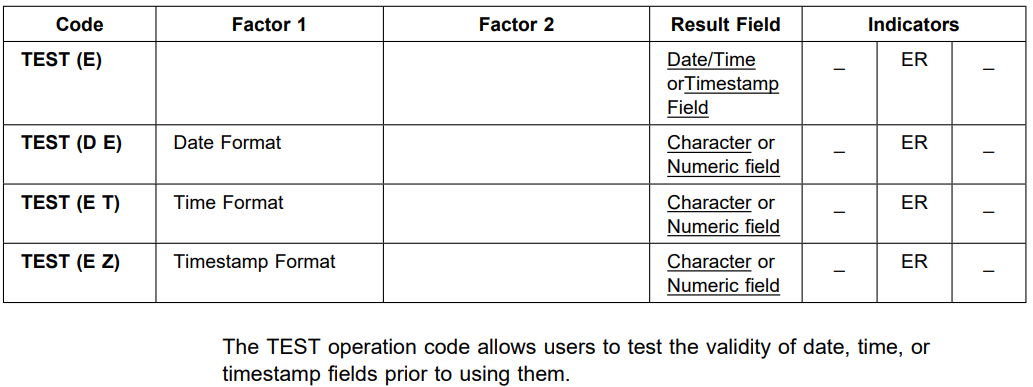 Code Factor 1 Factor 2 Result Field Indicators
TEST (E) Date/Time _ ER _
orTimestamp
Field
TEST (D E) Date Format Character or _ ER _
Numeric field
TEST (E T) Time Format Character or _ ER _
Numeric field
TEST (E Z) Timestamp Format Character or _ ER _
Numeric field
The TEST operation code allows users to test the validity of date, time, or
timestamp fields prior to using them.